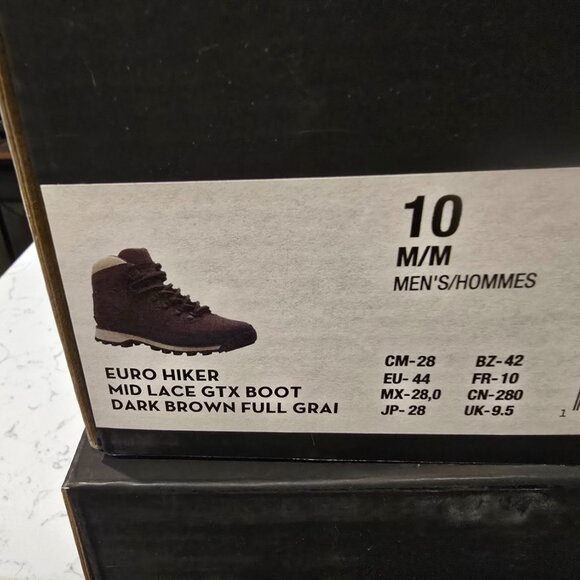 10
M/M
MEN'S/HOMMES
EURO HIKER
MID LACE GTX BOOT
DARK BROWN FULL GRAI
CM-28 BZ-42
EU- 44 FR-10
MX-28,0 CN-280
JP- 28 UK-9.5
1